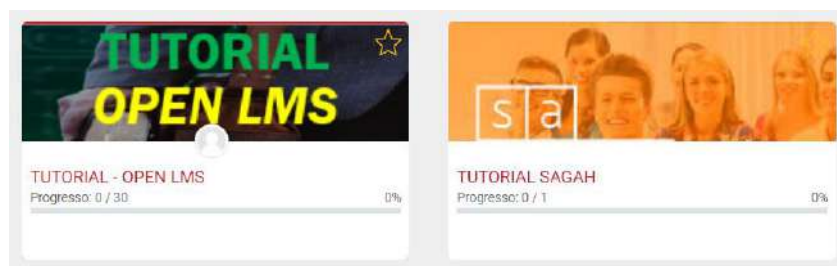 TUTORIAL
OPEN LMS
TUTORIAL - OPEN LMS
Progresso: 0 / 30 0%
s a
TUTORIAL SAGAH
Progresso: 0 / 1 0%